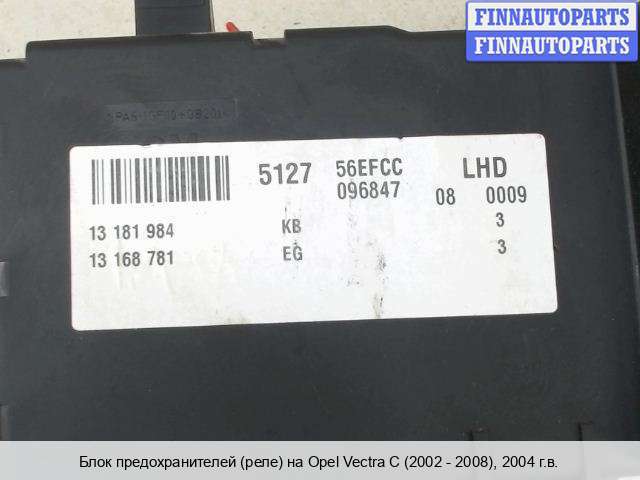 FINNAUTOPARTS
FINNAUTOPARTS
5127 56EFCC LHD
096847 08 0009
13 181 984 KB 3
13 168 781 EG 3
Блок предохранителей (реле) на Opel Vectra C (2002 - 2008), 2004 г.в.